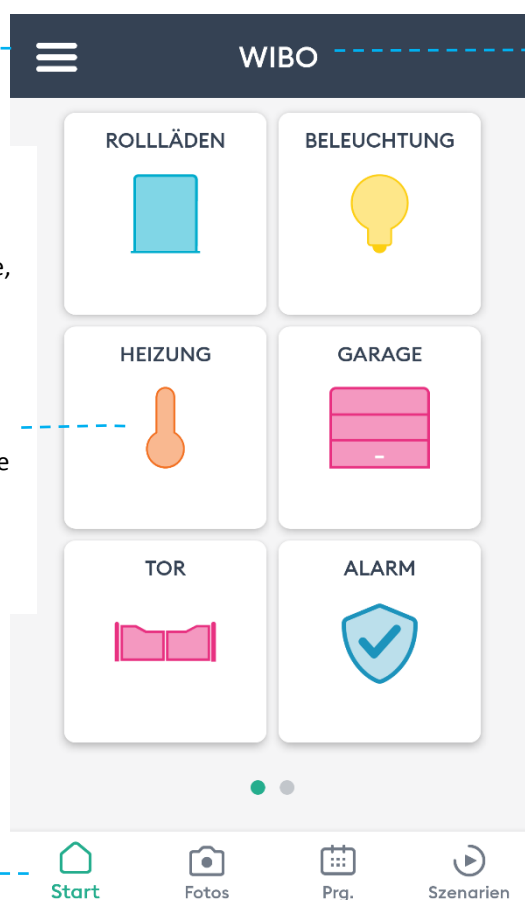 WIBO
ROLLLÄDEN BELEUCHTUNG
HEIZUNG GARAGE
TOR ALARM
Start Fotos Prg. Szenarien